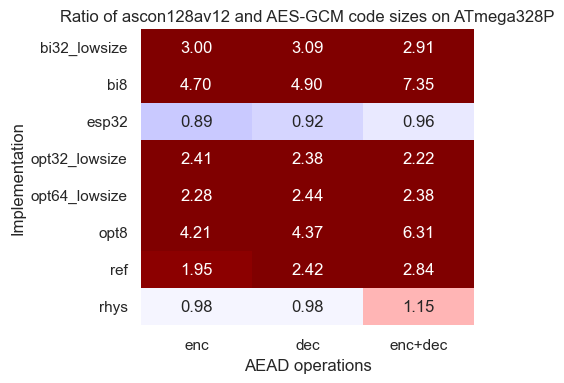 Ratio of ascon128av12 and AES-GCM code sizes on ATmega328P
bi32_lowsize 3.00 3.09 2.91
bi8 4.70 4.90 7.35
esp32 0.89 0.92 0.96
opt32_lowsize 2.41 2.38 2.22
opt64_lowsize 2.28 2.44 2.38
opt8 4.21 4.37 6.31
ref 1.95 2.42 2.84
rhys 0.98 0.98 1.15
enc dec enc+dec
AEAD operations
Implementation